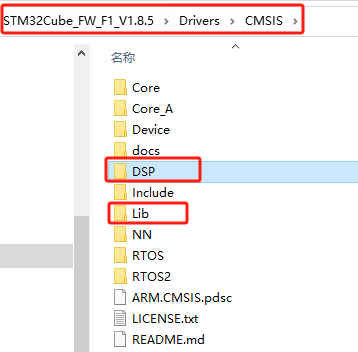 STM32Cube_FW_F1_V1.8.5 > Drivers > CMSIS >
名称
Core
Core_A
Device
docs
DSP
Include
Lib
NN
RTOS
RTOS2
ARM.CMSIS.pdsc
LICENSE.txt
README.md